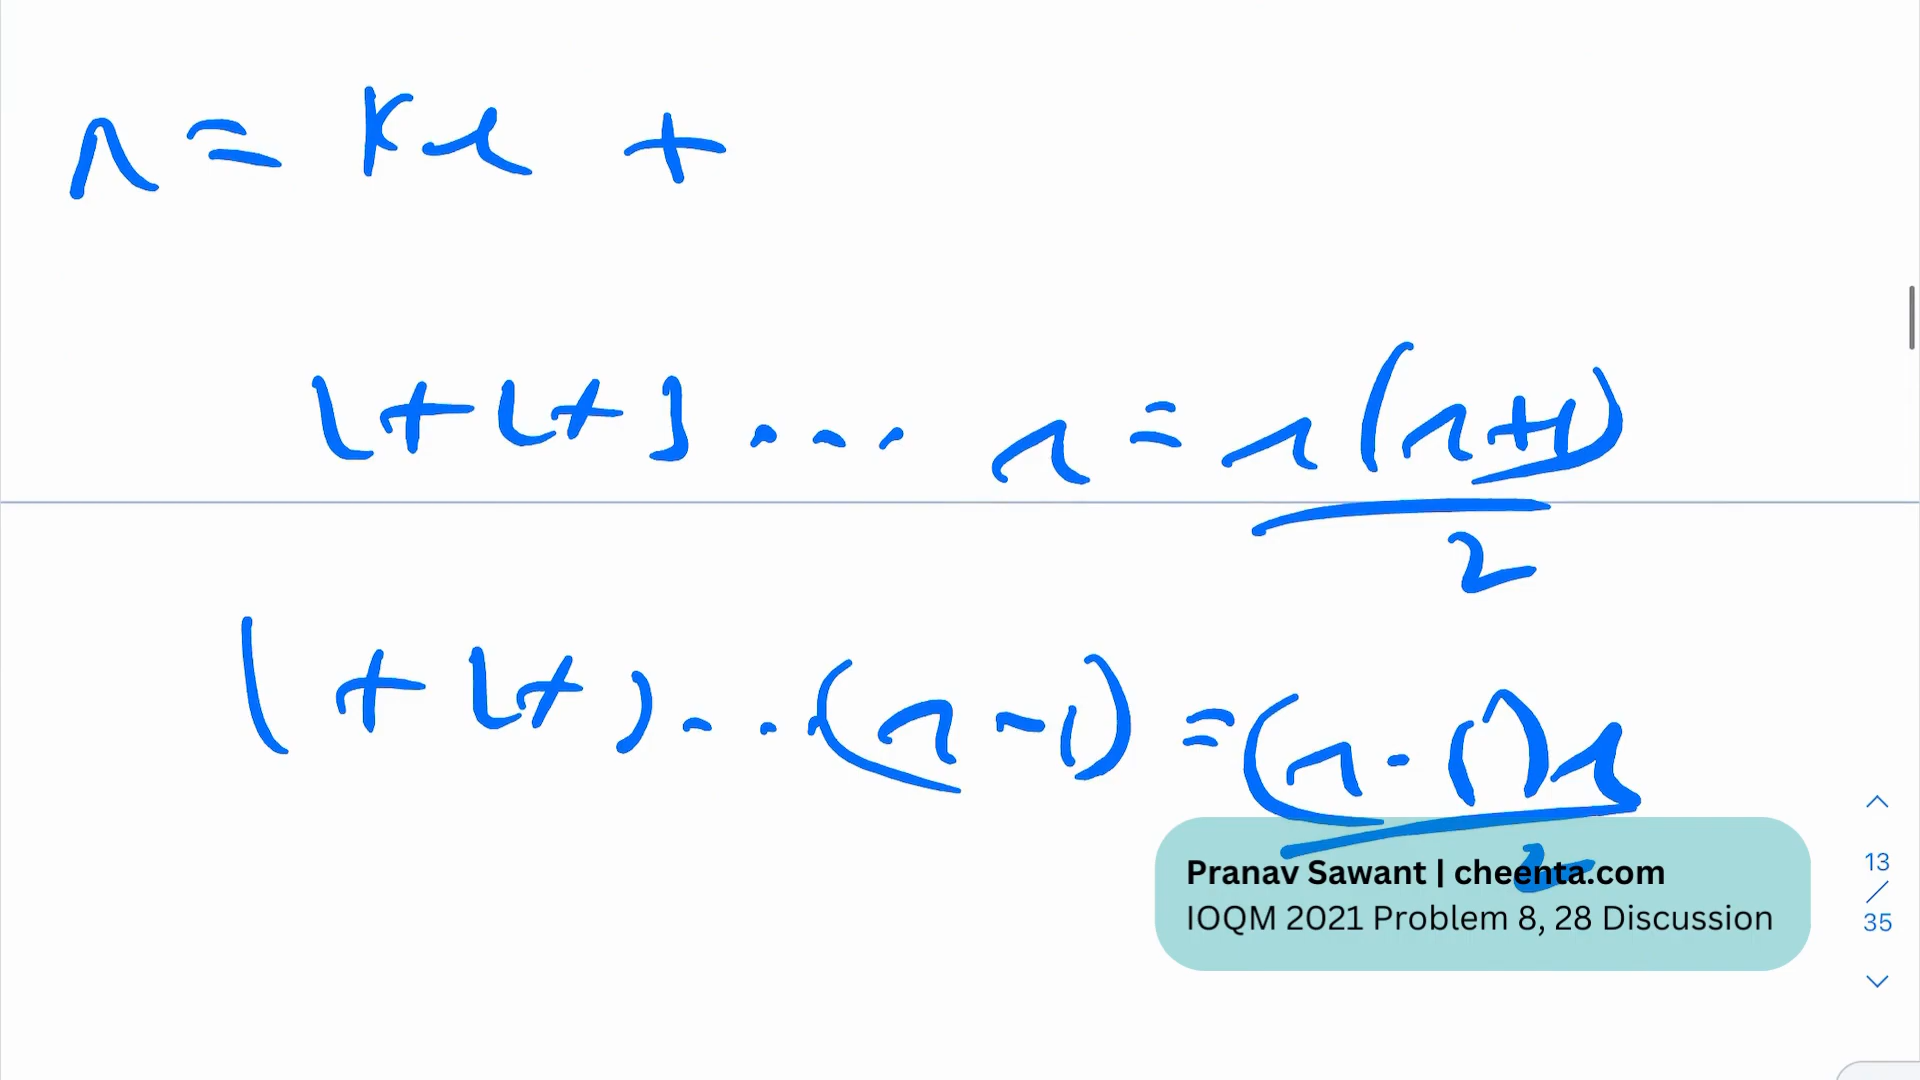 n = kn +
1 + 2 + 3 ... n = n(n+1)
2
1 + 2 + 3 ... (n-1) = (n-1)n
2
Pranav Sawant | cheenta.com
IOQM 2021 Problem 8, 28 Discussion
13
/
35